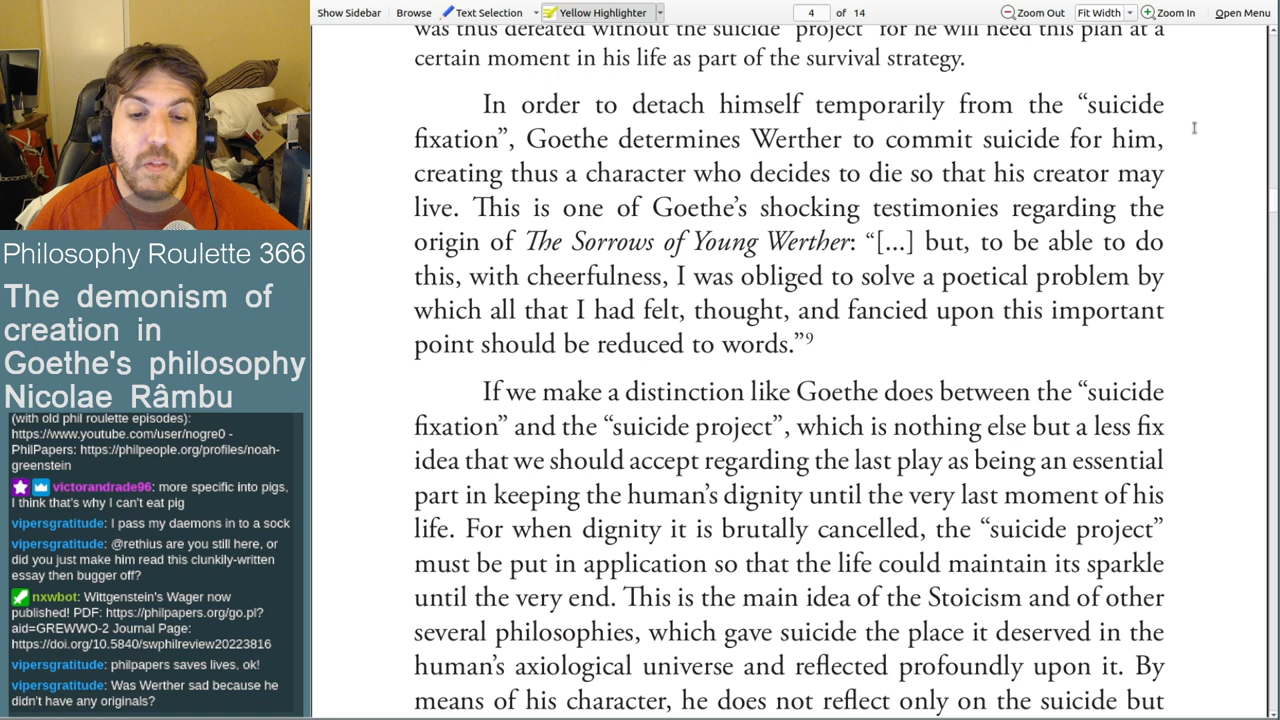 Show Sidebar Browse Text Selection Yellow Highlighter 4 of 14 Zoom Out Fit Width Zoom In Open Menu
was thus defeated without the suicide "project" for he will need this plan at a
certain moment in his life as part of the survival strategy.
In order to detach himself temporarily from the “suicide
fixation”, Goethe determines Werther to commit suicide for him,
creating thus a character who decides to die so that his creator may
live. This is one of Goethe’s shocking testimonies regarding the
origin of The Sorrows of Young Werther: “[...] but, to be able to do
this, with cheerfulness, I was obliged to solve a poetical problem by
which all that I had felt, thought, and fancied upon this important
point should be reduced to words.”9
If we make a distinction like Goethe does between the “suicide
fixation” and the “suicide project”, which is nothing else but a less fix
idea that we should accept regarding the last play as being an essential
part in keeping the human’s dignity until the very last moment of his
life. For when dignity it is brutally cancelled, the “suicide project”
must be put in application so that the life could maintain its sparkle
until the very end. This is the main idea of the Stoicism and of other
several philosophies, which gave suicide the place it deserved in the
human’s axiological universe and reflected profoundly upon it. By
means of his character, he does not reflect only on the suicide but
Philosophy Roulette 366
The demonism of
creation in
Goethe's philosophy
Nicolae Râmbu
(with old phil roulette episodes):
https://www.youtube.com/user/nogre0 -
PhilPapers: https://philpeople.org/profiles/noah-
greenstein
victorandrade96: more specific into pigs,
I think that's why I can't eat pig
vipersgratitude: I pass my daemons in to a sock
vipersgratitude: @rethius are you still here, or
did you just make him read this clunkily-written
essay then bugger off?
nxwbot: Wittgenstein's Wager now
published! PDF: https://philpapers.org/go.pl?
aid=GREWWO-2 Journal Page:
https://doi.org/10.5840/swphilreview20223816
vipersgratitude: philpapers saves lives, ok!
vipersgratitude: Was Werther sad because he
didn't have any originals?